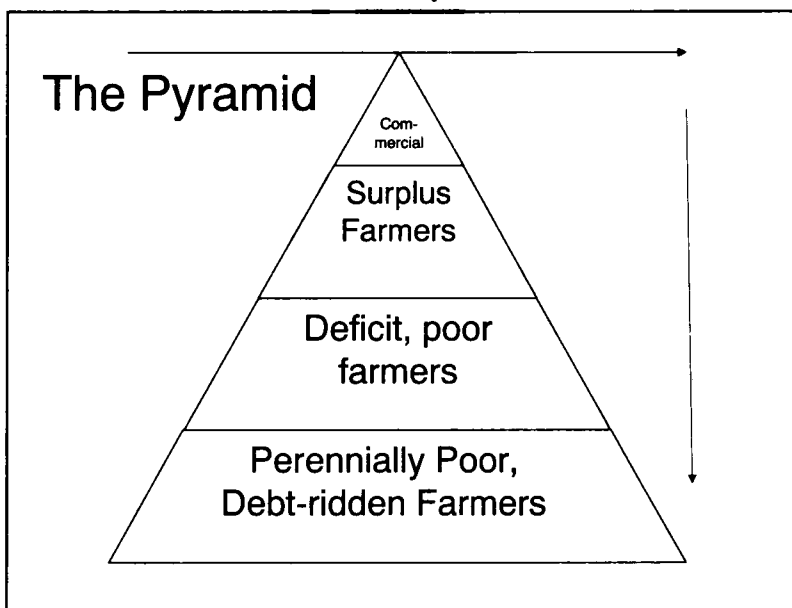 The Pyramid
Com-
mercial
Surplus
Farmers
Deficit, poor
farmers
Perennially Poor,
Debt-ridden Farmers